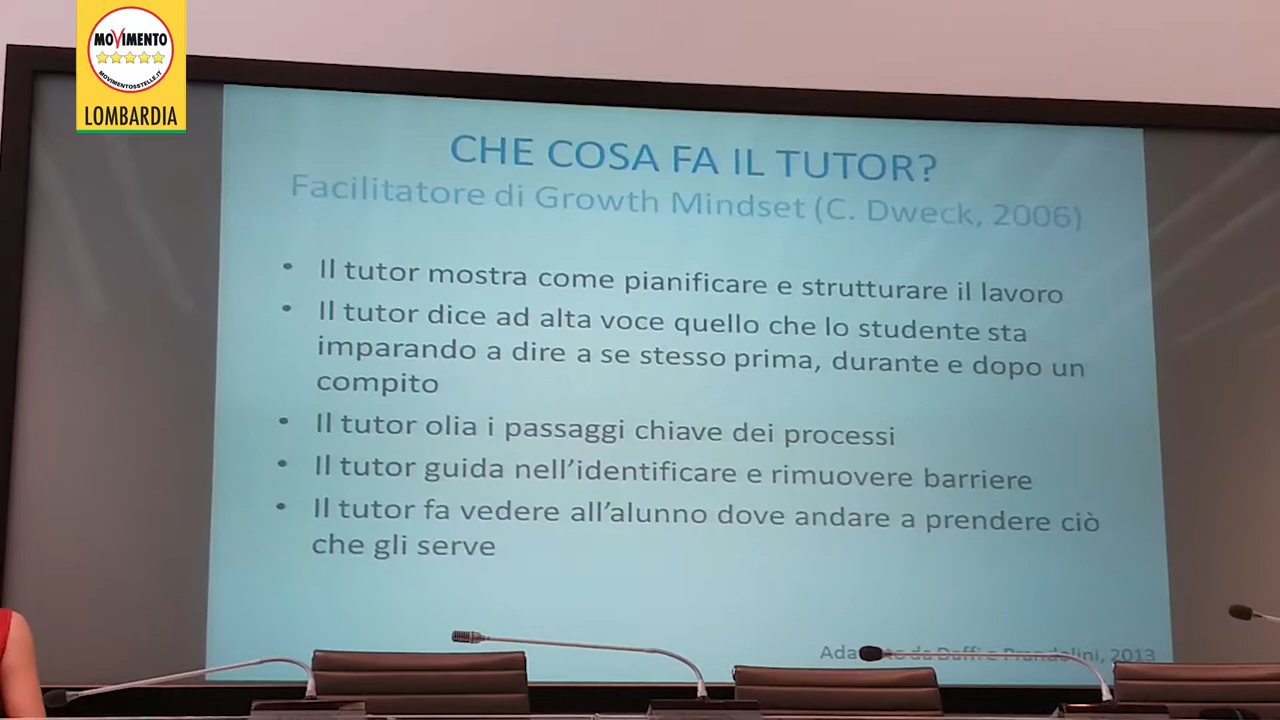 MOVIMENTO
MOVIMENTO5STELLE.IT
LOMBARDIA
CHE COSA FA IL TUTOR?
Facilitatore di Growth Mindset (C. Dweck, 2006)
• Il tutor mostra come pianificare e strutturare il lavoro
• Il tutor dice ad alta voce quello che lo studente sta
imparando a dire a se stesso prima, durante e dopo un
compito
• Il tutor olia i passaggi chiave dei processi
• Il tutor guida nell'identificare e rimuovere barriere
• Il tutor fa vedere all'alunno dove andare a prendere ciò
che gli serve
da Daffi e Prandolini, 2013